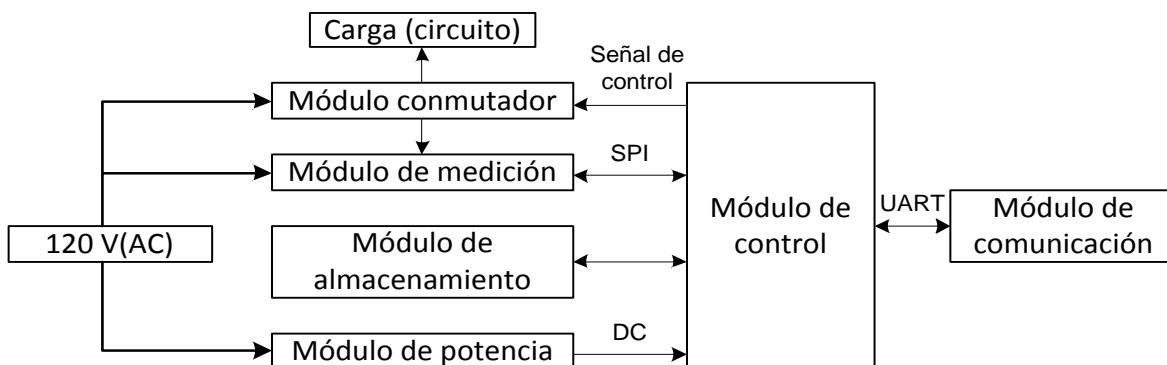 Carga (circuito)
Señal de
control
Módulo conmutador
SPI
Módulo de medición
Módulo de
control
UART
Módulo de
comunicación
120 V(AC)
Módulo de
almacenamiento
DC
Módulo de potencia